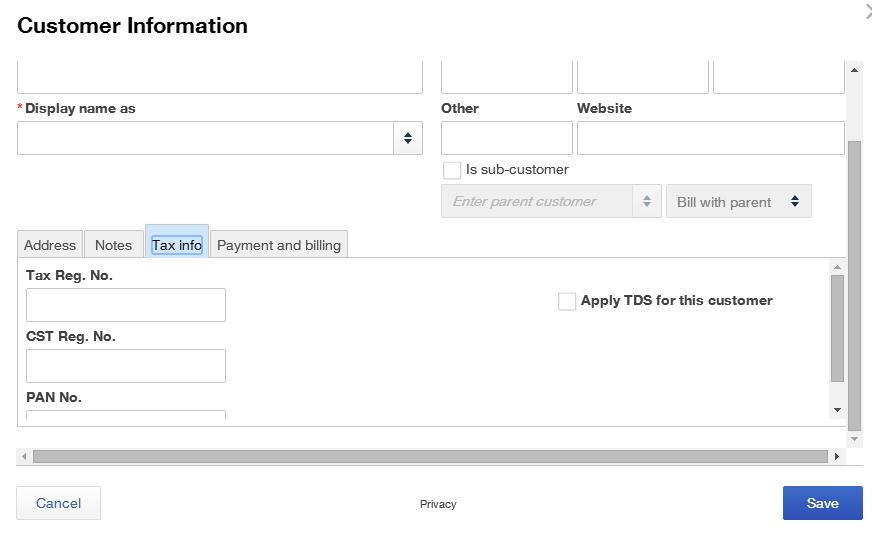 Customer Information
* Display name as
Other
Website
Is sub-customer
Enter parent customer
Bill with parent
Address
Notes
Tax info
Payment and billing
Tax Reg. No.
Apply TDS for this customer
CST Reg. No.
PAN No.
Cancel
Privacy
Save